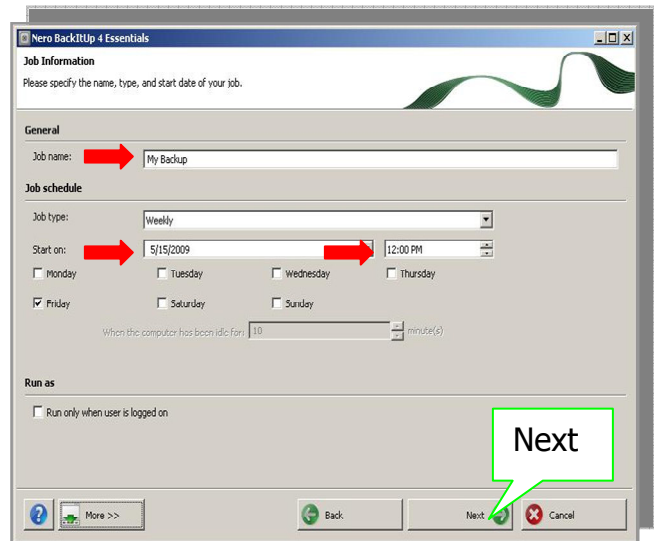 Nero BackItUp 4 Essentials
Job Information
Please specify the name, type, and start date of your job.
General
Job name: My Backup
Job schedule
Job type: Weekly
Start on: 5/15/2009 12:00 PM
Monday Tuesday Wednesday Thursday
Friday Saturday Sunday
When the computer has been idle for: 10 minute(s)
Run as
Run only when user is logged on
Next
More >> Back Next Cancel